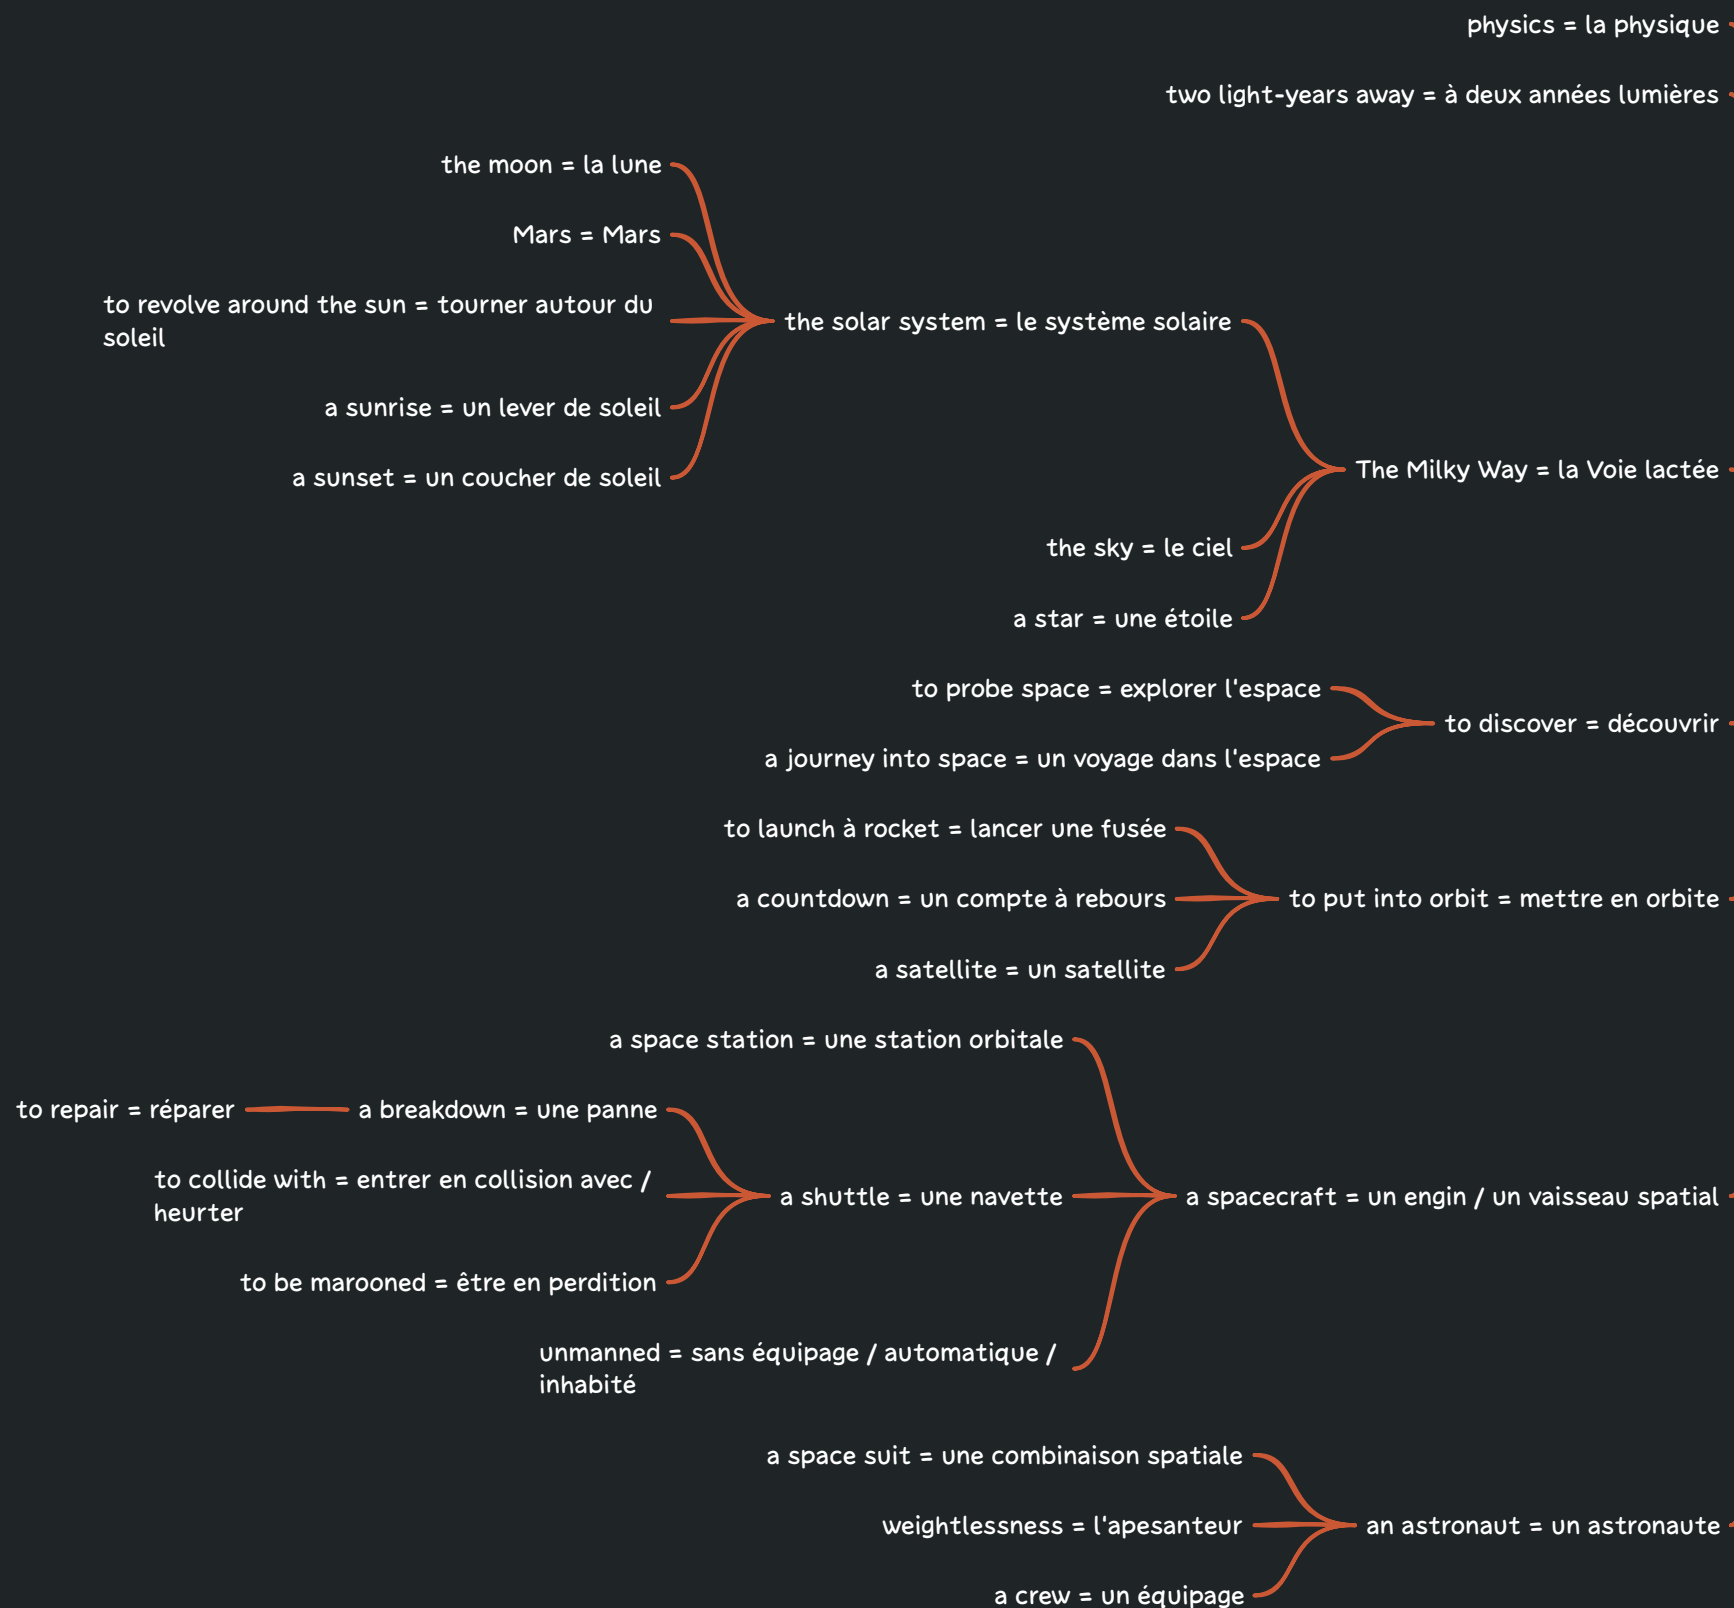 physics = la physique
two light-years away = à deux années lumières
the moon = la lune
Mars = Mars
to revolve around the sun = tourner autour du
soleil
the solar system = le système solaire
a sunrise = un lever de soleil
a sunset = un coucher de soleil
The Milky Way = la Voie lactée
the sky = le ciel
a star = une étoile
to probe space = explorer l'espace
to discover = découvrir
a journey into space = un voyage dans l'espace
to launch à rocket = lancer une fusée
a countdown = un compte à rebours
to put into orbit = mettre en orbite
a satellite = un satellite
a space station = une station orbitale
to repair = réparer
a breakdown = une panne
to collide with = entrer en collision avec /
heurter
a shuttle = une navette
a spacecraft = un engin / un vaisseau spatial
to be marooned = être en perdition
unmanned = sans équipage / automatique /
inhabité
a space suit = une combinaison spatiale
weightlessness = l'apesanteur
an astronaut = un astronaute
a crew = un équipage